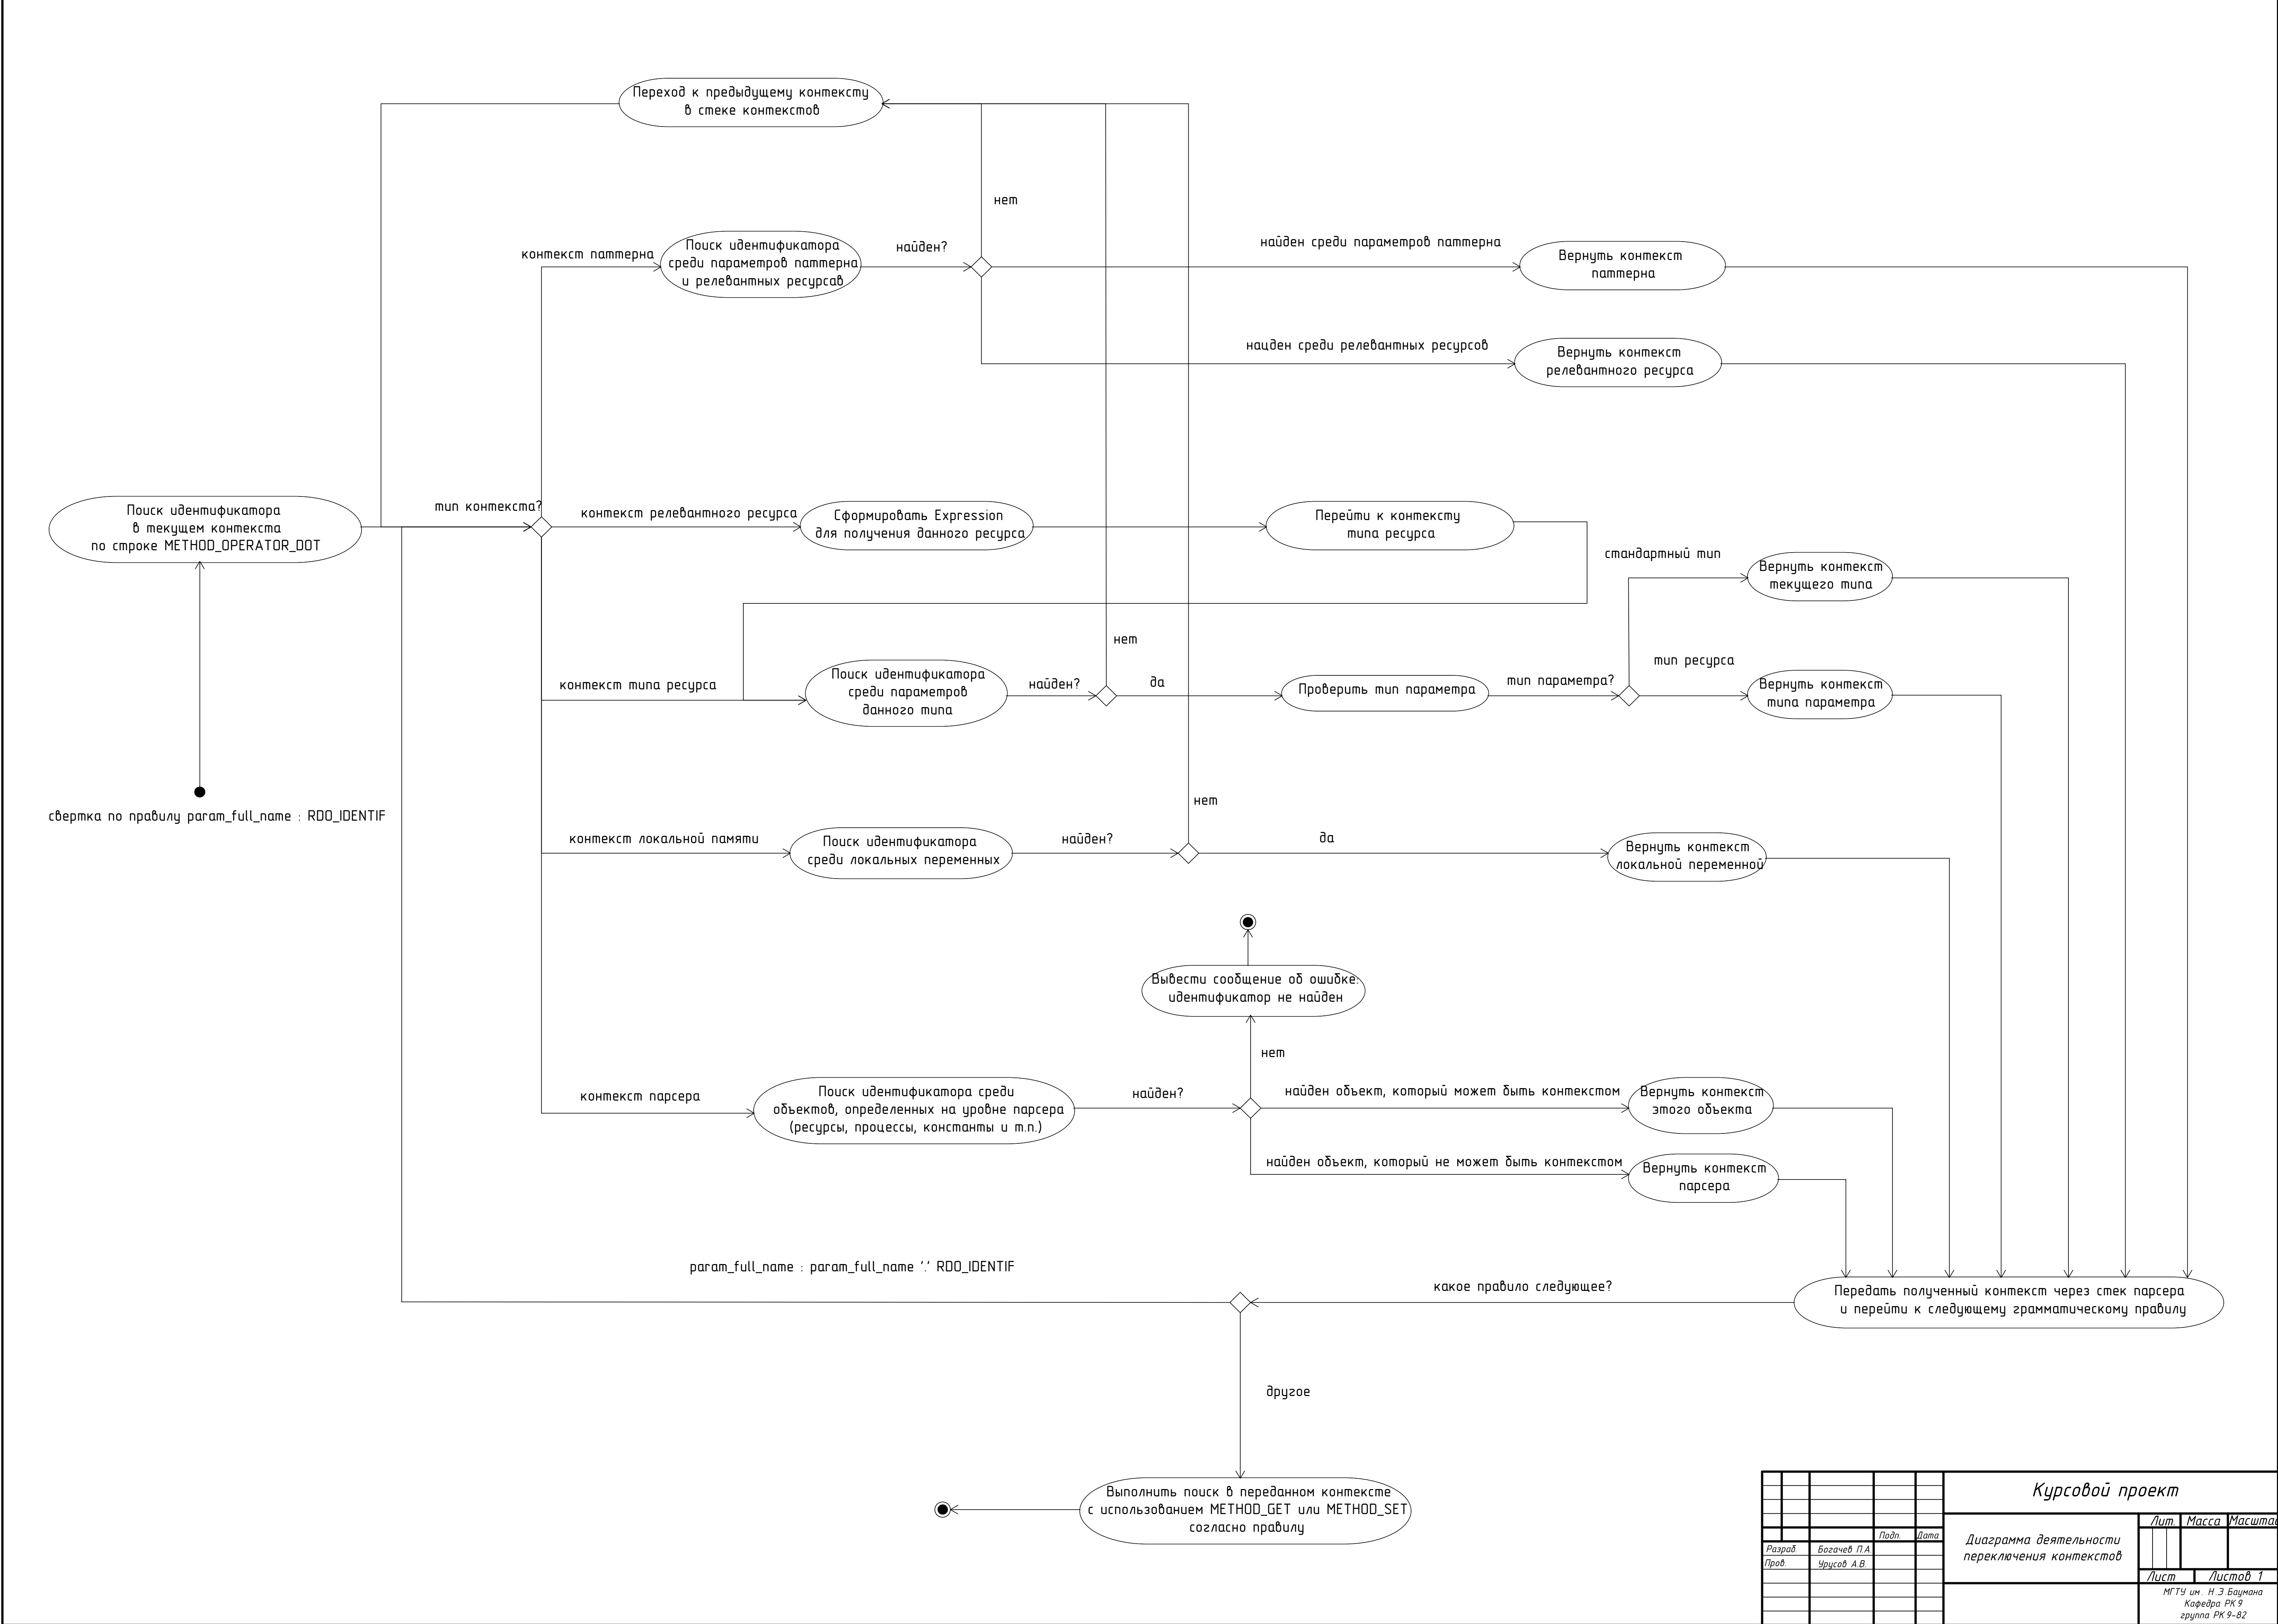 Переход к предыдущему контексту
в стеке контекстов
нет
контекст паттерна
Поиск идентификатора
среди параметров паттерна
и релевантных ресурсав
найден?
найден среди параметров паттерна
Вернуть контекст
паттерна
нацден среди релевантных ресурсов
Вернуть контекст
релевантного ресурса
Поиск идентификатора
в текущем контекста
по строке METHOD_OPERATOR_DOT
тип контекста?
контекст релевантного ресурса
Сформировать Expression
для получения данного ресурса
Перейти к контексту
типа ресурса
стандартный тип
Вернуть контекст
текущего типа
нет
контекст типа ресурса
Поиск идентификатора
среди параметров
данного типа
найден?
да
Проверить тип параметра
тип параметра?
тип ресурса
Вернуть контекст
типа параметра
свертка по правилу param_full_name : RDO_IDENTIF
нет
контекст локальной памяти
Поиск идентификатора
среди локальных переменных
найден?
да
Вернуть контекст
локальной переменной
Вывести сообщение об ошибке:
идентификатор не найден
нет
контекст парсера
Поиск идентификатора среди
объектов, определенных на уровне парсера
(ресурсы, процессы, константы и т.п.)
найден?
найден объект, который может быть контекстом
Вернуть контекст
этого объекта
найден объект, который не может быть контекстом
Вернуть контекст
парсера
param_full_name : param_full_name '.' RDO_IDENTIF
какое правило следующее?
Передать полученный контекст через стек парсера
и перейти к следующему грамматическому правилу
другое
Выполнить поиск в переданном контексте
с использованием METHOD_GET или METHOD_SET
согласно правилу
Курсовой проект
Лит. Масса Масштаб
Подп. Дата
Диаграмма деятельности
переключения контекстов
Разраб. Богачев П.А.
Пров. Урусов А.В.
Лист Листов 1
МГТУ им. Н.Э.Баумана
Кафедра РК 9
группа РК 9-82